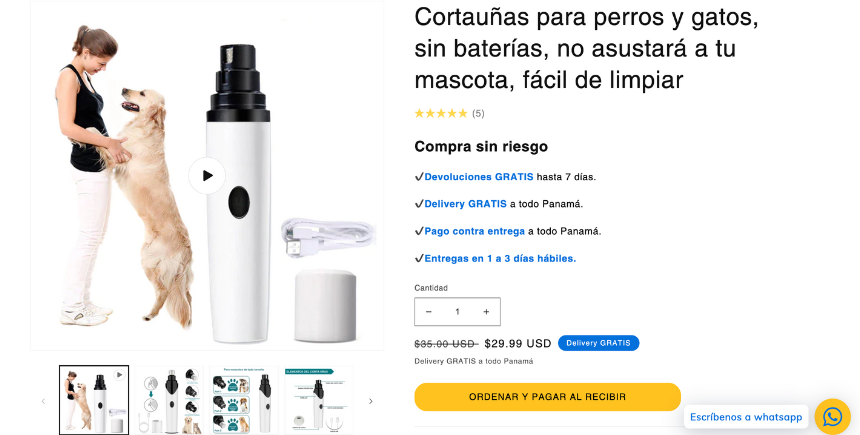 Cortauñas para perros y gatos,
sin baterías, no asustará a tu
mascota, fácil de limpiar
(5)
Compra sin riesgo
✓Devoluciones GRATIS hasta 7 días.
✓Delivery GRATIS a todo Panamá.
✓Pago contra entrega a todo Panamá.
✓Entregas en 1 a 3 días hábiles.
Cantidad
− 1 +
$35.00 USD $29.99 USD Delivery GRATIS
Delivery GRATIS a todo Panamá
ORDENAR Y PAGAR AL RECIBIR
Escríbenos a whatsapp